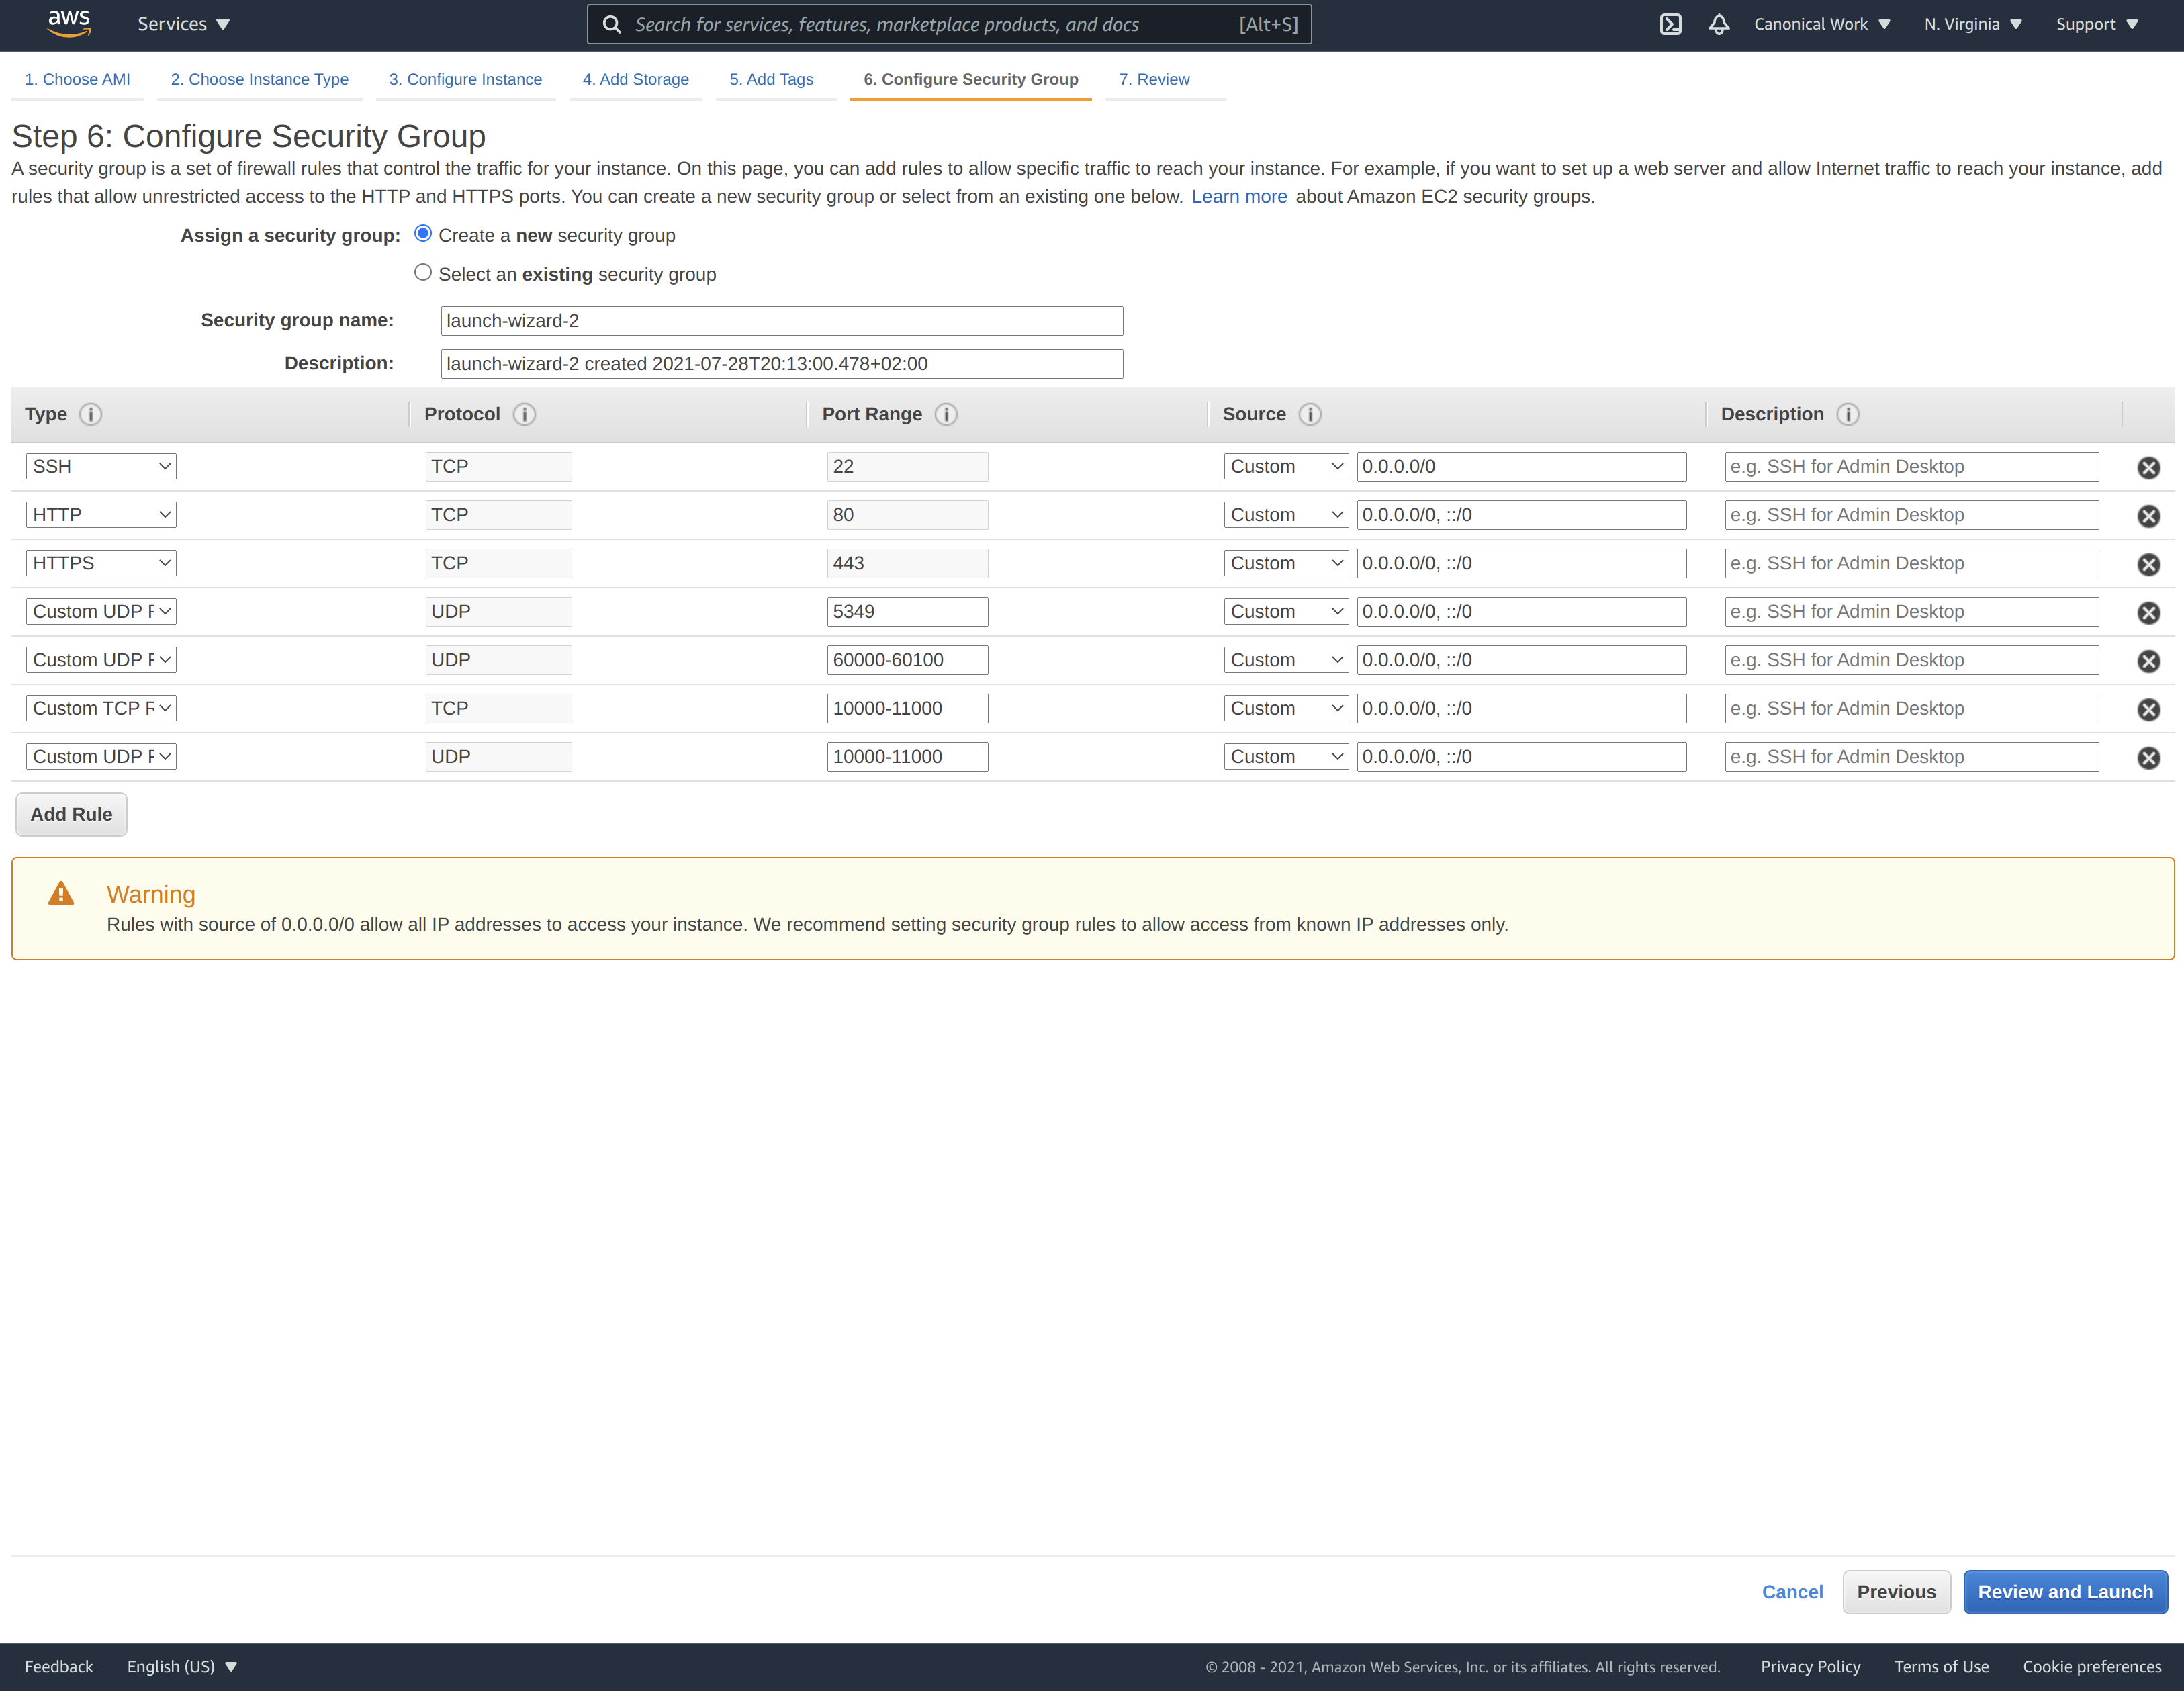 aws Services Search for services, features, marketplace products, and docs [Alt+S] Canonical Work N. Virginia Support
1. Choose AMI 2. Choose Instance Type 3. Configure Instance 4. Add Storage 5. Add Tags 6. Configure Security Group 7. Review
Step 6: Configure Security Group
A security group is a set of firewall rules that control the traffic for your instance. On this page, you can add rules to allow specific traffic to reach your instance. For example, if you want to set up a web server and allow Internet traffic to reach your instance, add
rules that allow unrestricted access to the HTTP and HTTPS ports. You can create a new security group or select from an existing one below. Learn more about Amazon EC2 security groups.
Assign a security group: Create a new security group
Select an existing security group
Security group name: launch-wizard-2
Description: launch-wizard-2 created 2021-07-28T20:13:00.478+02:00
Type Protocol Port Range Source Description
SSH TCP 22 Custom 0.0.0.0/0 e.g. SSH for Admin Desktop
HTTP TCP 80 Custom 0.0.0.0/0, ::/0 e.g. SSH for Admin Desktop
HTTPS TCP 443 Custom 0.0.0.0/0, ::/0 e.g. SSH for Admin Desktop
Custom UDP UDP 5349 Custom 0.0.0.0/0, ::/0 e.g. SSH for Admin Desktop
Custom UDP UDP 60000-60100 Custom 0.0.0.0/0, ::/0 e.g. SSH for Admin Desktop
Custom TCP TCP 10000-11000 Custom 0.0.0.0/0, ::/0 e.g. SSH for Admin Desktop
Custom UDP UDP 10000-11000 Custom 0.0.0.0/0, ::/0 e.g. SSH for Admin Desktop
Add Rule
Warning
Rules with source of 0.0.0.0/0 allow all IP addresses to access your instance. We recommend setting security group rules to allow access from known IP addresses only.
Cancel Previous Review and Launch
Feedback English (US) © 2008 - 2021, Amazon Web Services, Inc. or its affiliates. All rights reserved. Privacy Policy Terms of Use Cookie preferences